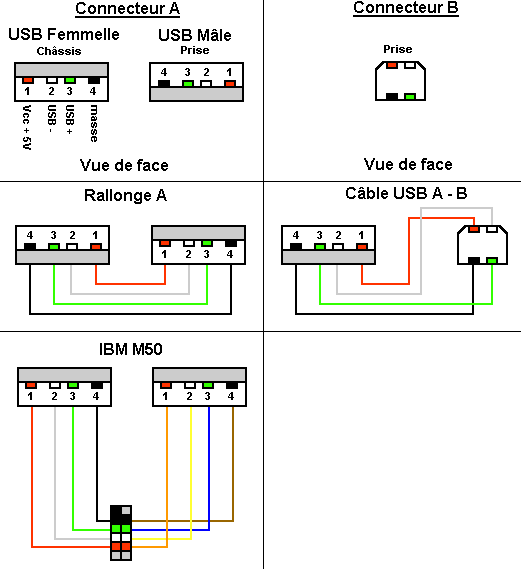 Connecteur A
USB Femmelle
Châssis
1 2 3 4
Vcc + 5V
USB -
USB +
masse
USB Mâle
Prise
4 3 2 1
Vue de face
Connecteur B
Prise
Vue de face
Rallonge A
4 3 2 1
1 2 3 4
Câble USB A - B
4 3 2 1
IBM M50
1 2 3 4
1 2 3 4